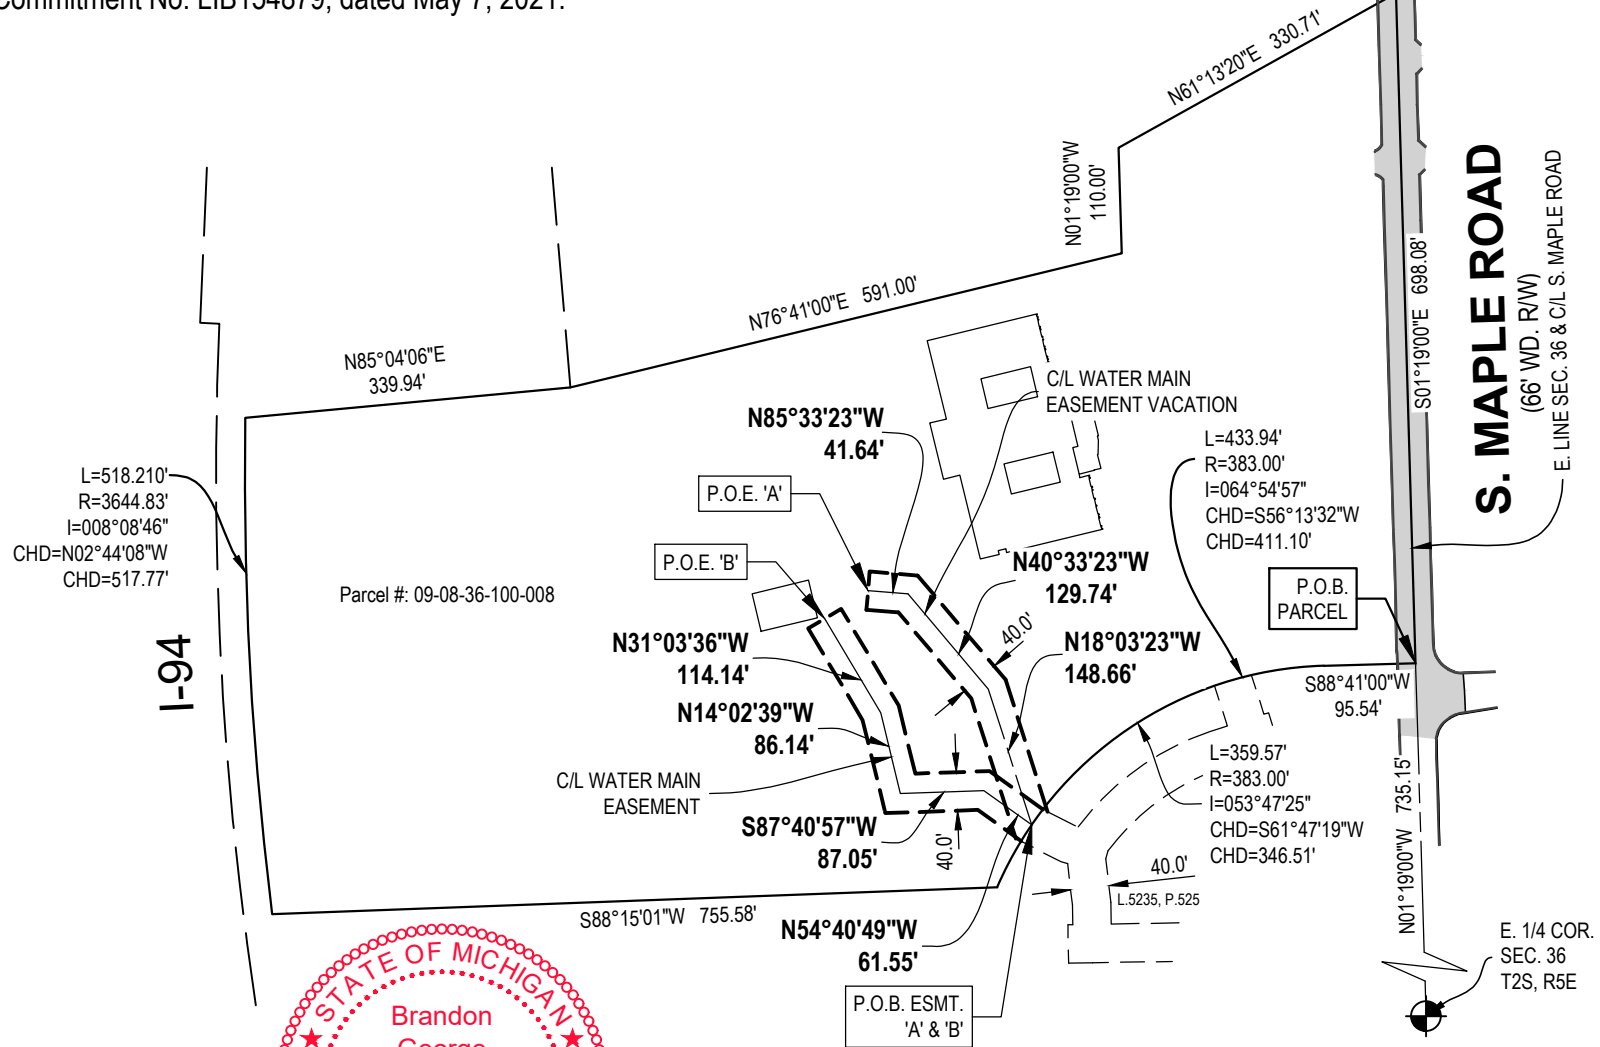 Commitment No. LIB154879, dated May 7, 2021.
N61°13'20"E 330.71'
N01°19'00"W
110.00'
S. MAPLE ROAD
(66' WD. R/W)
E. LINE SEC. 36 & C/L S. MAPLE ROAD
S01°19'00"E 698.08'
N76°41'00"E 591.00'
N85°04'06"E
339.94'
C/L WATER MAIN
EASEMENT VACATION
N85°33'23"W
41.64'
L=433.94'
R=383.00'
I=064°54'57"
CHD=S56°13'32"W
CHD=411.10'
L=518.210'
R=3644.83'
I=008°08'46"
CHD=N02°44'08"W
CHD=517.77'
P.O.E. 'A'
P.O.E. 'B'
N40°33'23"W
129.74'
Parcel #: 09-08-36-100-008
P.O.B.
PARCEL
40.0'
N31°03'36"W
114.14'
N18°03'23"W
148.66'
I-94
S88°41'00"W
95.54'
N14°02'39"W
86.14'
C/L WATER MAIN
EASEMENT
L=359.57'
R=383.00'
I=053°47'25"
CHD=S61°47'19"W
CHD=346.51'
N01°19'00"W 735.15'
S87°40'57"W
87.05'
40.0'
40.0'
L.5235, P.525
S88°15'01"W 755.58'
N54°40'49"W
61.55'
E. 1/4 COR.
SEC. 36
T2S, R5E
P.O.B. ESMT.
'A' & 'B'
STATE OF MICHIGAN
Brandon
George